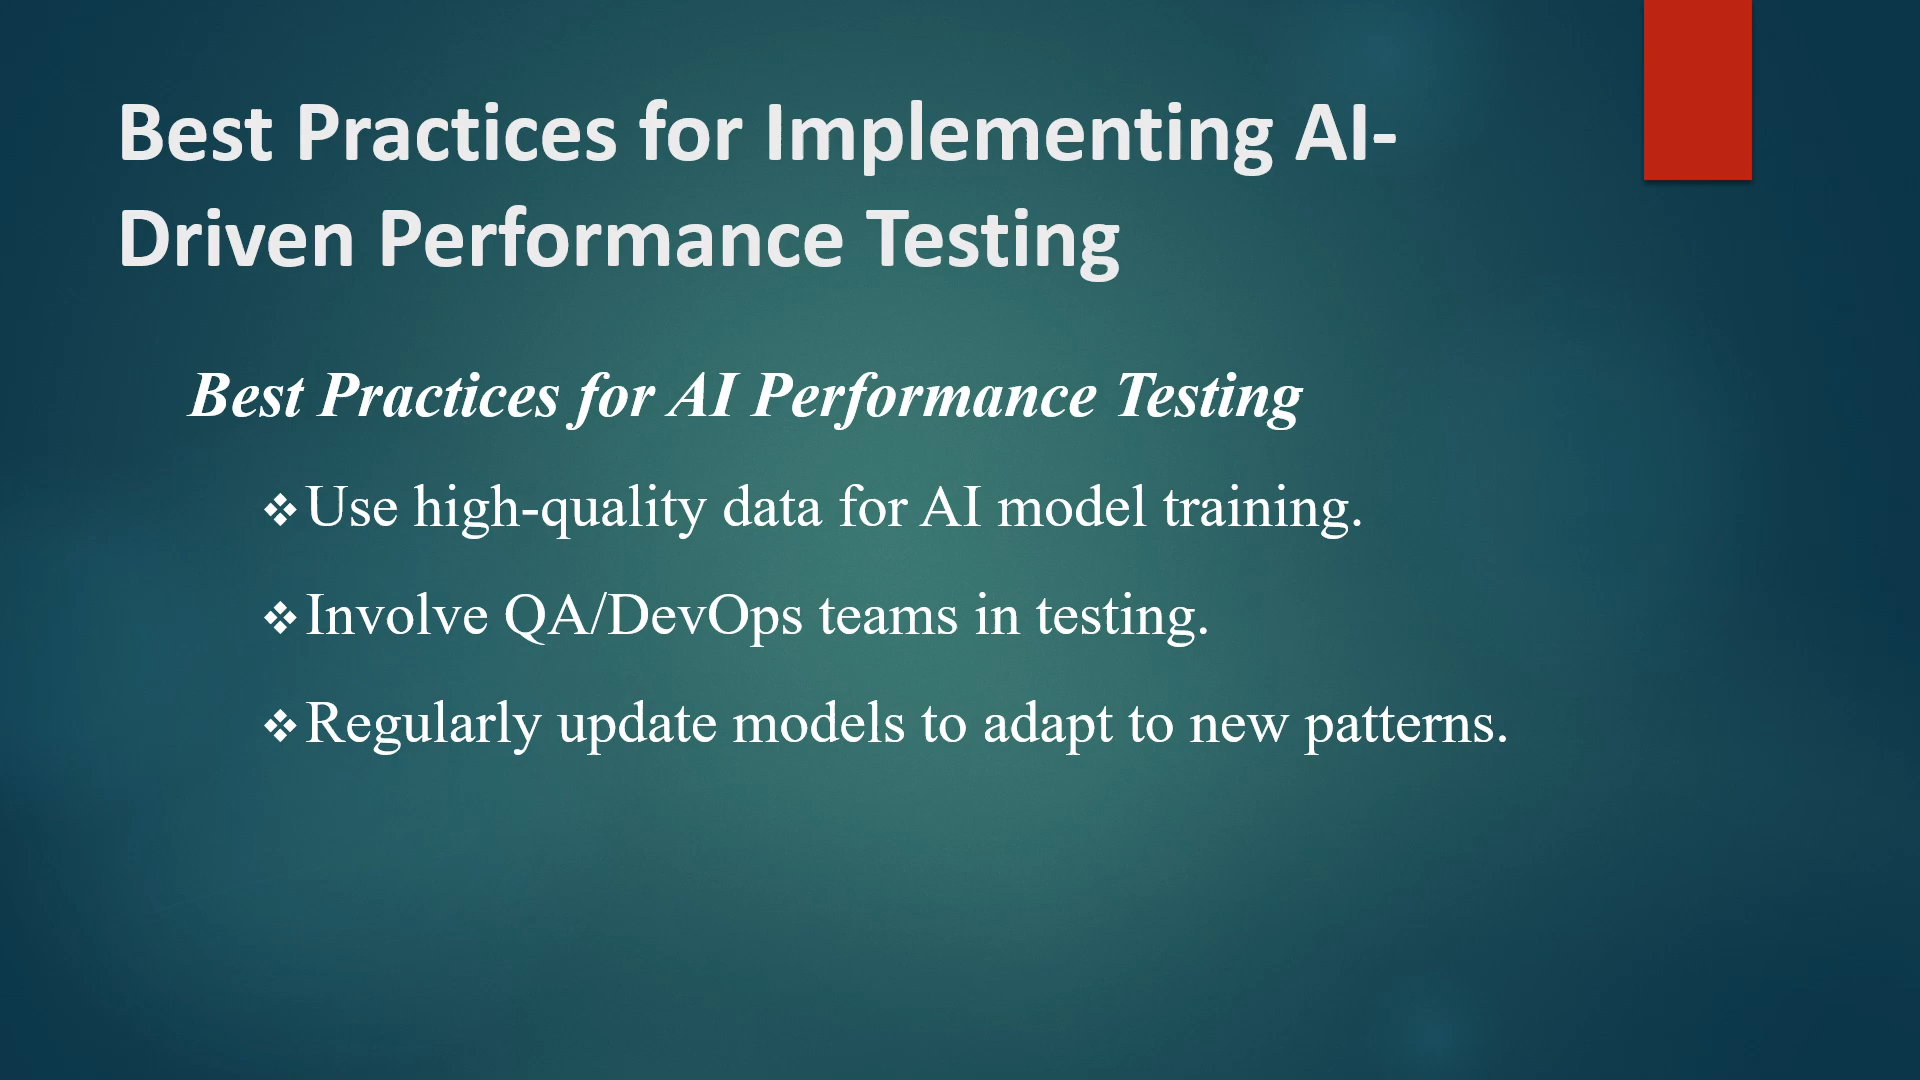 Best Practices for Implementing AI-
Driven Performance Testing
Best Practices for AI Performance Testing
❖Use high-quality data for AI model training.
❖Involve QA/DevOps teams in testing.
❖Regularly update models to adapt to new patterns.